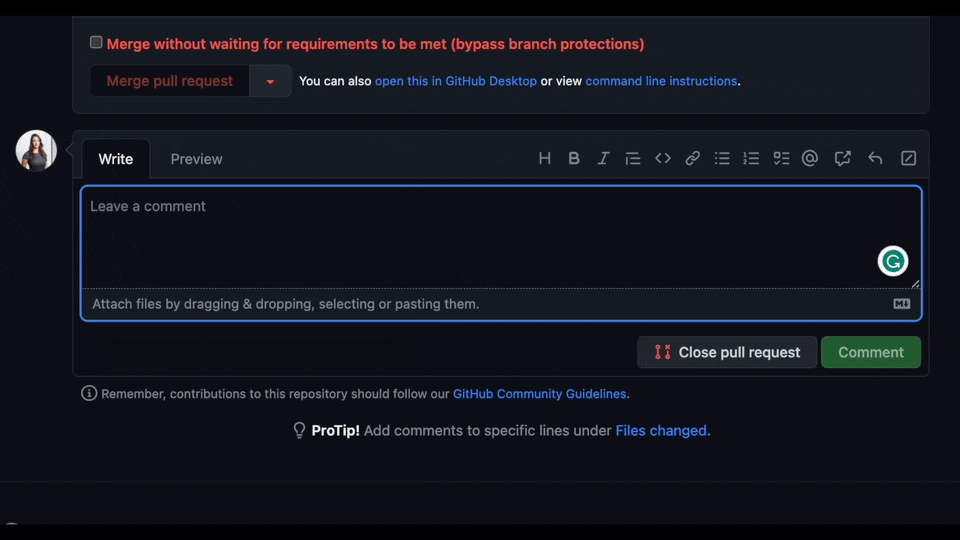 Merge without waiting for requirements to be met (bypass branch protections)
Merge pull request
You can also open this in GitHub Desktop or view command line instructions.
Write
Preview
Leave a comment
Attach files by dragging & dropping, selecting or pasting them.
Close pull request
Comment
Remember, contributions to this repository should follow our GitHub Community Guidelines.
ProTip! Add comments to specific lines under Files changed.